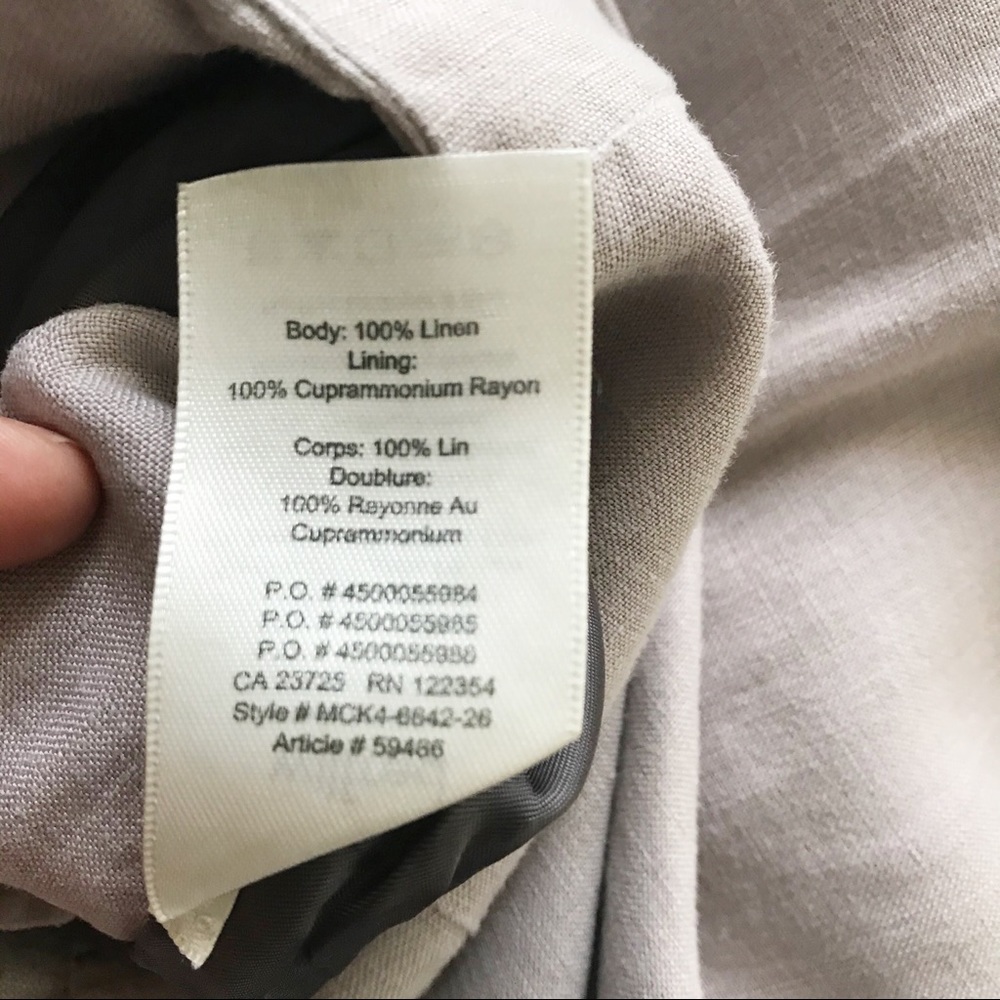 Body: 100% Linen
Lining:
100% Cuprammonium Rayon
Corps: 100% Lin
Doublure:
100% Rayonne Au
Cuprammonium
P.O. # 4500055984
P.O. # 4500055985
P.O. # 4500055986
CA 23725 RN 122354
Style # MCK4-6642-26
Article # 59486